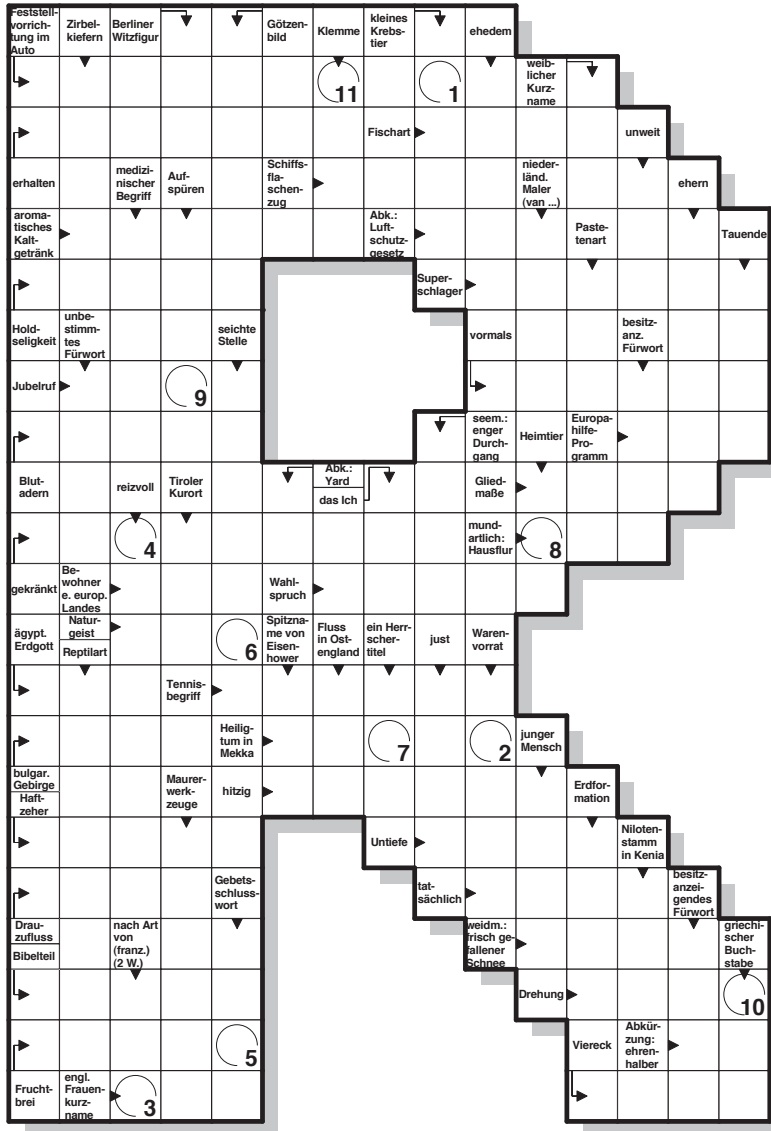 Feststell-
vorrich-
tung im
Auto
Zirbel-
kiefern
Berliner
Witzfigur
Götzen-
bild
Klemme
kleines
Krebs-
tier
ehedem
11
1
weib-
licher
Kurz-
name
Fischart
unweit
erhalten
medizi-
nischer
Begriff
Auf-
spüren
Schiffs-
fla-
schen-
zug
nieder-
länd.
Maler
(van ...)
ehern
aroma-
tisches
Kalt-
getränk
Abk.:
Luft-
schutz-
gesetz
Paste-
tenart
Tauende
Super-
schlager
Hold-
seligkeit
unbe-
stimm-
tes
Fürwort
seichte
Stelle
vormals
besitz-
anz.
Fürwort
Jubelruf
9
seem.:
enger
Durch-
gang
Heimtier
Europa-
hilfe-
Pro-
gramm
Blut-
adern
reizvoll
Tiroler
Kurort
Abk.:
Yard
das Ich
Glied-
maße
4
mund-
artlich:
Hausflur
8
gekränkt
Be-
wohner
e. europ.
Landes
Wahl-
spruch
ägypt.
Erdgott
Natur-
geist
Reptilart
6
Spitzna-
me von
Eisen-
hower
Fluss
in Ost-
england
ein Herr-
scher-
titel
just
Waren-
vorrat
Tennis-
begriff
Heilig-
tum in
Mekka
7
2
junger
Mensch
bulgar.
Gebirge
Haft-
zeher
Maurer-
werk-
zeuge
hitzig
Erdfor-
mation
Untiefe
Niloten-
stamm
in Kenia
Gebets-
schluss-
wort
tat-
sächlich
besitz-
anzei-
gendes
Fürwort
Drau-
zufluss
Bibelteil
nach Art
von
(franz.)
(2 W.)
weidm.:
frisch ge-
fallener
Schnee
griechi-
scher
Buch-
stabe
Drehung
10
5
Viereck
Abkür-
zung:
ehren-
halber
Frucht-
brei
engl.
Frauen-
kurz-
name
3